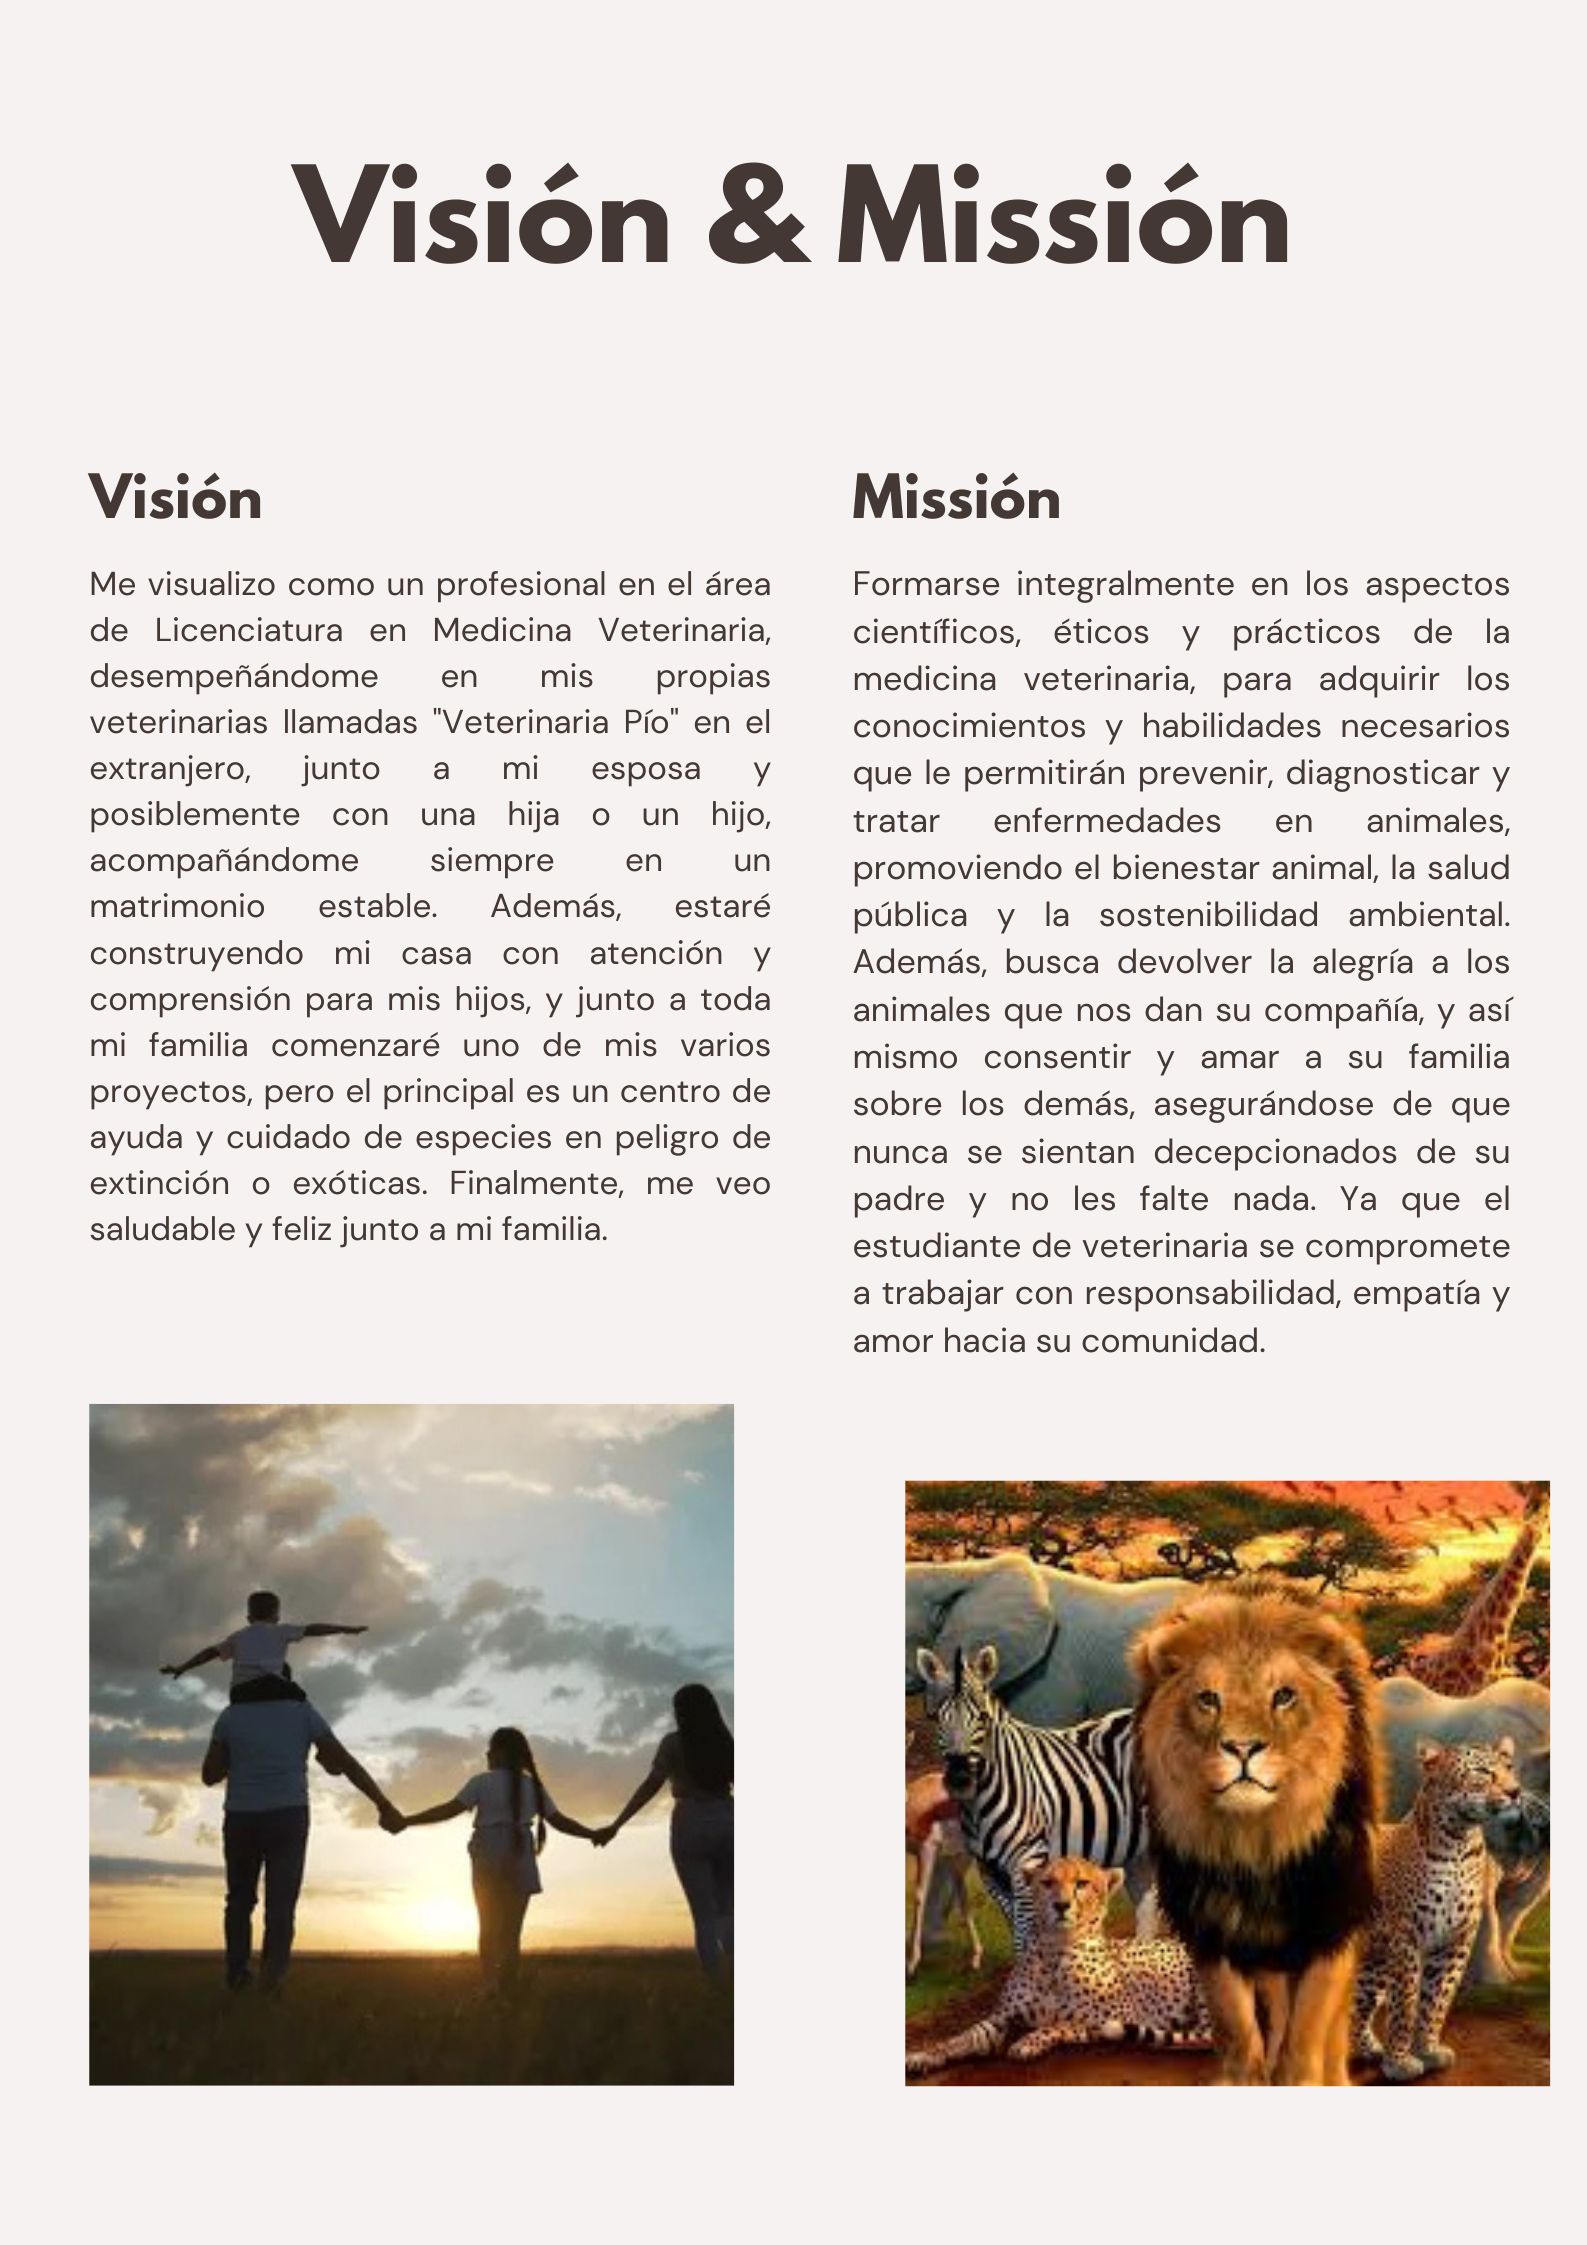 Visión & Missión
Visión
Me visualizo como un profesional en el área
de Licenciatura en Medicina Veterinaria,
desempeñándome en mis propias
veterinarias llamadas "Veterinaria Pío" en el
extranjero, junto a mi esposa y
posiblemente con una hija o un hijo,
acompañándome siempre en un
matrimonio estable. Además, estaré
construyendo mi casa con atención y
comprensión para mis hijos, y junto a toda
mi familia comenzaré uno de mis varios
proyectos, pero el principal es un centro de
ayuda y cuidado de especies en peligro de
extinción o exóticas. Finalmente, me veo
saludable y feliz junto a mi familia.
Missión
Formarse integralmente en los aspectos
científicos, éticos y prácticos de la
medicina veterinaria, para adquirir los
conocimientos y habilidades necesarios
que le permitirán prevenir, diagnosticar y
tratar enfermedades en animales,
promoviendo el bienestar animal, la salud
pública y la sostenibilidad ambiental.
Además, busca devolver la alegría a los
animales que nos dan su compañía, y así
mismo consentir y amar a su familia
sobre los demás, asegurándose de que
nunca se sientan decepcionados de su
padre y no les falte nada. Ya que el
estudiante de veterinaria se compromete
a trabajar con responsabilidad, empatía y
amor hacia su comunidad.